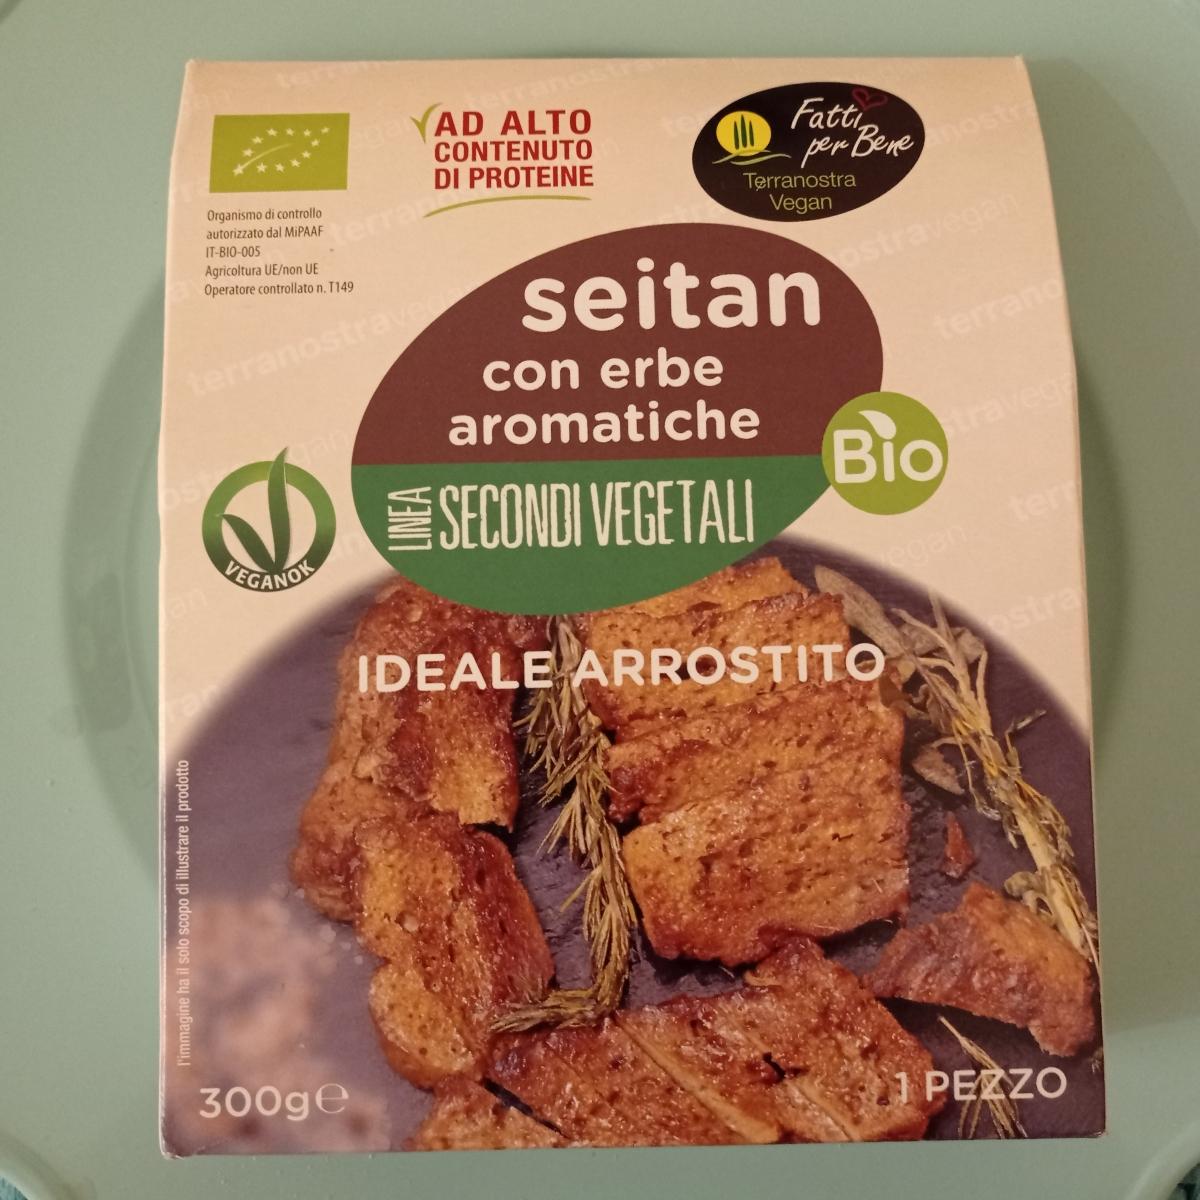 AD ALTO
CONTENUTO
DI PROTEINE
Fatti
per Bene
Terranostra
Vegan
Organismo di controllo
autorizzato dal MiPAAF
IT-BIO-005
Agricoltura UE/non UE
Operatore controllato n. T149
seitan
con erbe
aromatiche
Bio
LINEA SECONDI VEGETALI
VEGANOK
IDEALE ARROSTITO
l'immagine ha il solo scopo di illustrare il prodotto
300g℮
1 PEZZO
terranostravegan